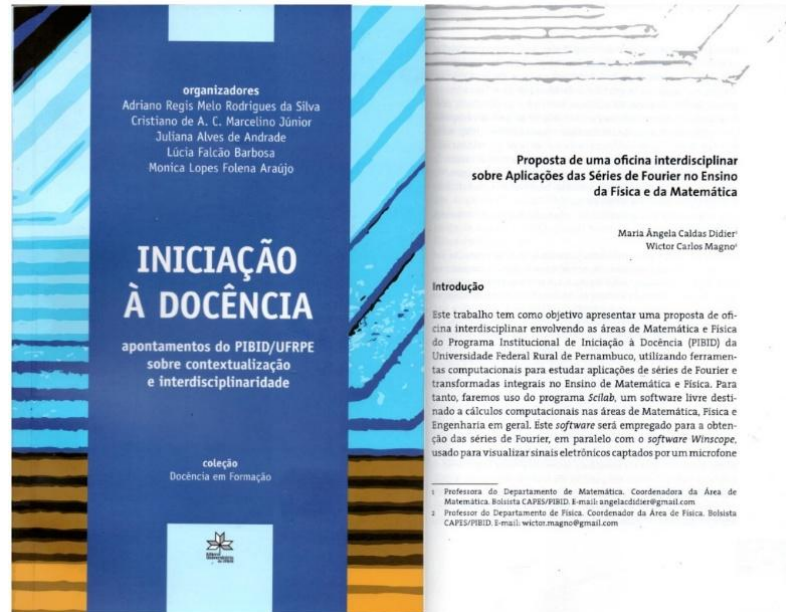 organizadores
Adriano Regis Melo Rodrigues da Silva
Cristiano de A. C. Marcelino Júnior
Juliana Alves de Andrade
Lúcia Falcão Barbosa
Monica Lopes Folena Araújo
INICIAÇÃO
À DOCÊNCIA
apontamentos do PIBID/UFRPE
sobre contextualização
e interdisciplinaridade
coleção
Docência em Formação
Proposta de uma oficina interdisciplinar
sobre Aplicações das Séries de Fourier no Ensino
da Física e da Matemática
Maria Ângela Caldas Didier¹
Wictor Carlos Magno²
Introdução
Este trabalho tem como objetivo apresentar uma proposta de ofi-
cina interdisciplinar envolvendo as áreas de Matemática e Física
do Programa Institucional de Iniciação à Docência (PIBID) da
Universidade Federal Rural de Pernambuco, utilizando ferramen-
tas computacionais para estudar aplicações de séries de Fourier e
transformadas integrais no Ensino de Matemática e Física. Para
tanto, faremos uso do programa Scilab, um software livre desti-
nado a cálculos computacionais nas áreas de Matemática, Física e
Engenharia em geral. Este software será empregado para a obten-
ção das séries de Fourier, em paralelo com o software Winscope,
usado para visualizar sinais eletrônicos captados por um microfone
1 Professora do Departamento de Matemática. Coordenadora da Área de
Matemática. Bolsista CAPES/PIBID. E-mail: angelacdidier@gmail.com
2 Professor do Departamento de Física. Coordenador da Área de Física. Bolsista
CAPES/PIBID. E-mail: wictor.magno@gmail.com